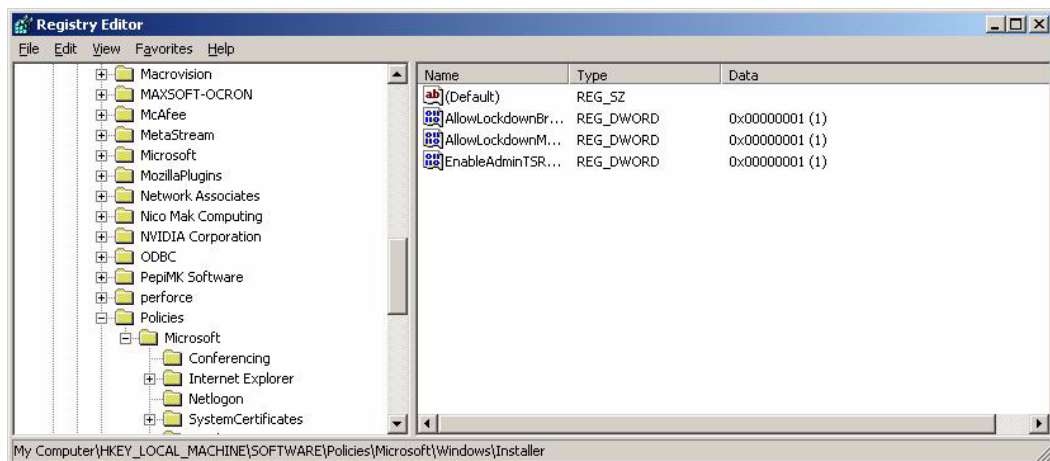 Registry Editor
File Edit View Favorites Help
Macrovision
MAXSOFT-OCRON
McAfee
MetaStream
Microsoft
MozillaPlugins
Network Associates
Nico Mak Computing
NVIDIA Corporation
ODBC
PepiMK Software
perforce
Policies
Microsoft
Conferencing
Internet Explorer
Netlogon
SystemCertificates
Name Type Data
(Default) REG_SZ
AllowLockdownBr... REG_DWORD 0x00000001 (1)
AllowLockdownM... REG_DWORD 0x00000001 (1)
EnableAdminTSR... REG_DWORD 0x00000001 (1)
My Computer\HKEY_LOCAL_MACHINE\SOFTWARE\Policies\Microsoft\Windows\Installer